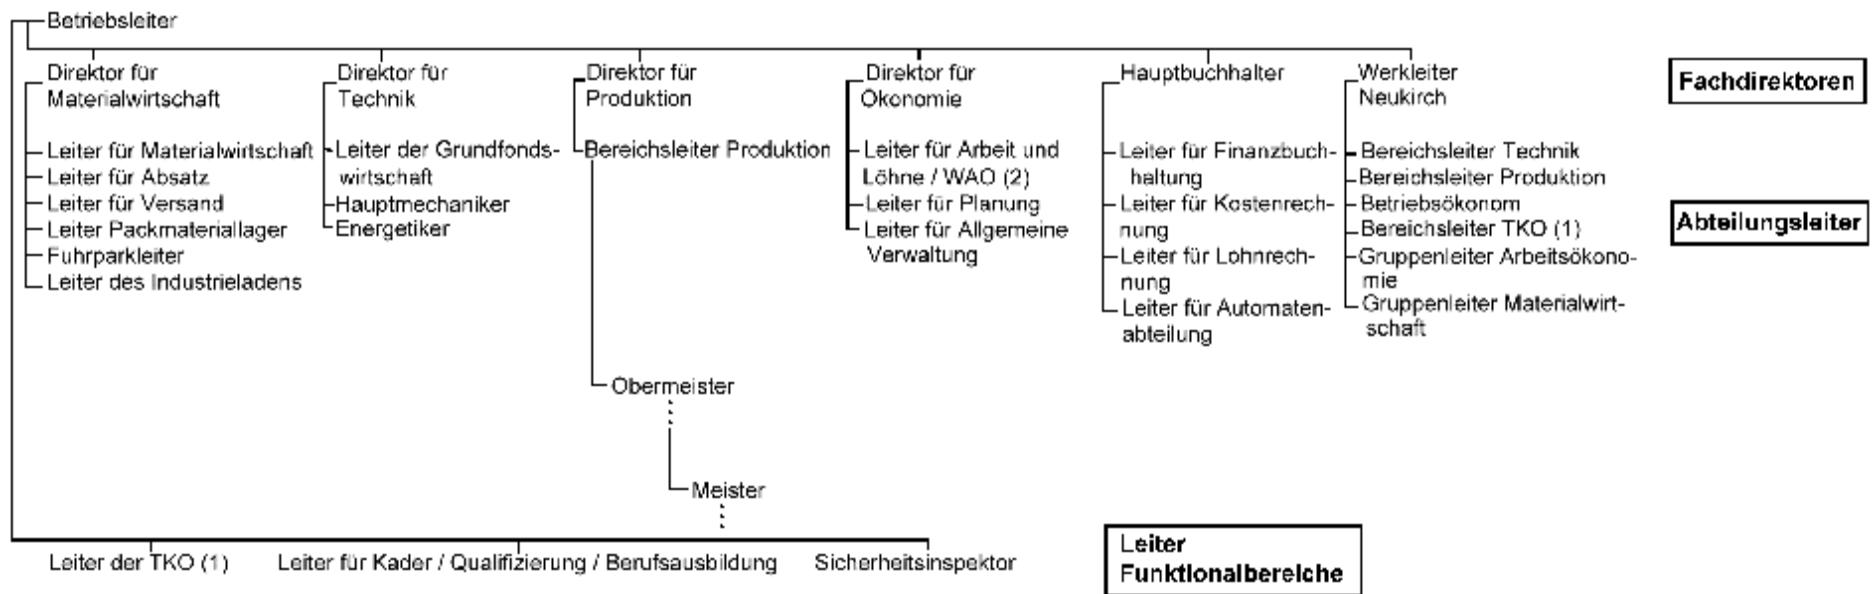 Betriebsleiter
Direktor für
Materialwirtschaft
Leiter für Materialwirtschaft
Leiter für Absatz
Leiter für Versand
Leiter Packmateriallager
Fuhrparkleiter
Leiter des Industrieladens
Direktor für
Technik
Leiter der Grundfonds-
wirtschaft
Hauptmechaniker
Energetiker
Direktor für
Produktion
Bereichsleiter Produktion
Obermeister
Meister
Direktor für
Okonomie
Leiter für Arbeit und
Löhne / WAO (2)
Leiter für Planung
Leiter für Allgemeine
Verwaltung
Hauptbuchhalter
Leiter für Finanzbuch-
haltung
Leiter für Kostenrech-
nung
Leiter für Lohnrech-
nung
Leiter für Automaten-
abteilung
Werkleiter
Neukirch
Bereichsleiter Technik
Bereichsleiter Produktion
Betriebsökonom
Bereichsleiter TKO (1)
Gruppenleiter Arbeitsökono-
mie
Gruppenleiter Materialwirt-
schaft
Fachdirektoren
Abteilungsleiter
Leiter der TKO (1)
Leiter für Kader / Qualifizierung / Berufsausbildung
Sicherheitsinspektor
Leiter
Funktionalbereiche